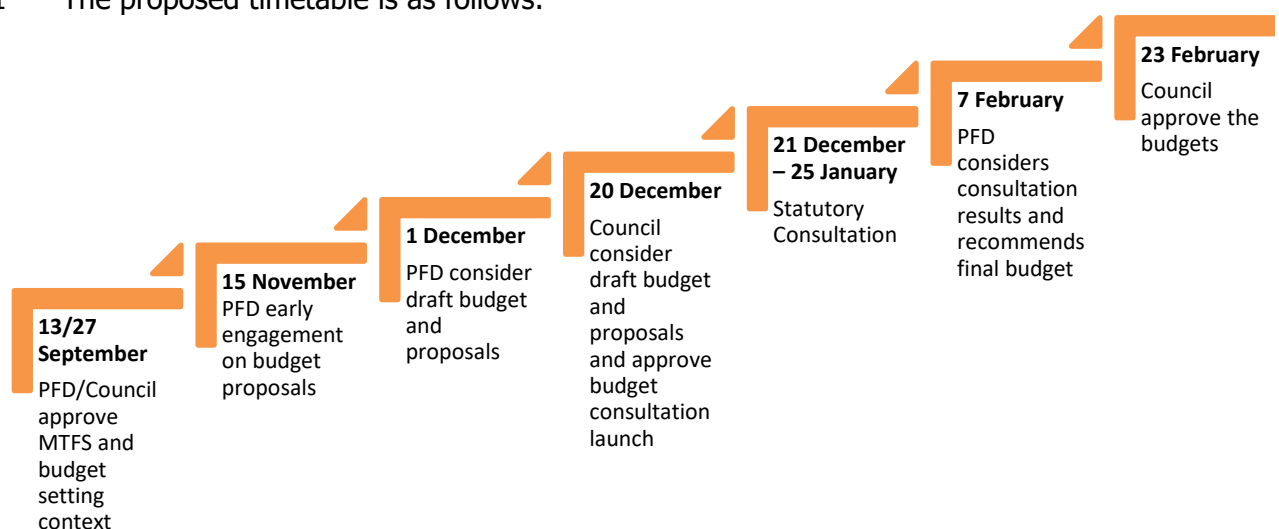 The proposed timetable is as follows:
13/27
September
PFD/Council
approve
MTFS and
budget
setting
context
15 November
PFD early
engagement
on budget
proposals
1 December
PFD consider
draft budget
and
proposals
20 December
Council
consider
draft budget
and
proposals
and approve
budget
consultation
launch
21 December
– 25 January
Statutory
Consultation
7 February
PFD
considers
consultation
results and
recommends
final budget
23 February
Council
approve the
budgets